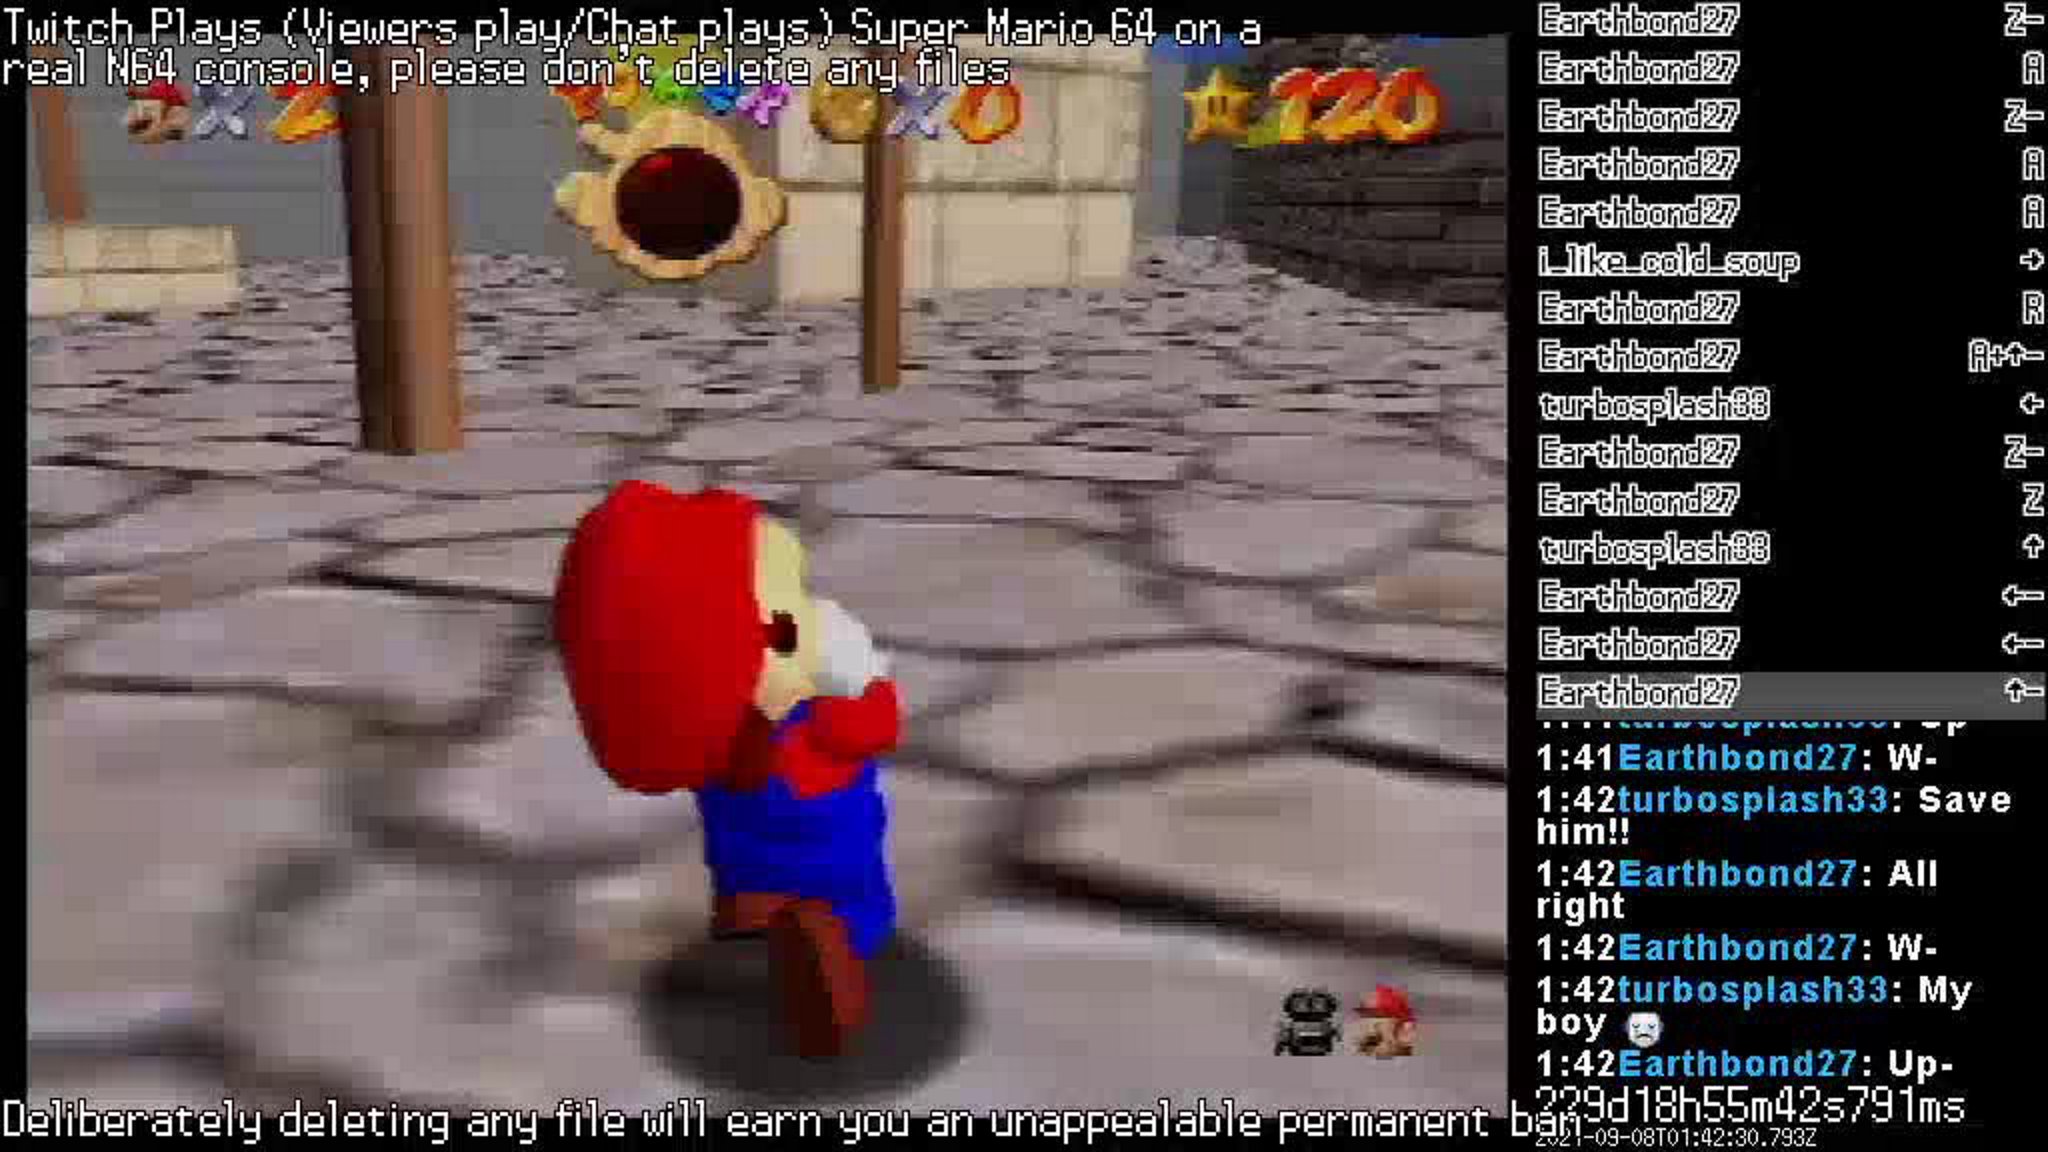 Twitch Plays (Viewers play/Chat plays) Super Mario 64 on a
real N64 console, please don't delete any files
2
0
120
Earthbond27 Z-
Earthbond27 A
Earthbond27 Z-
Earthbond27 A
Earthbond27 A
i_like_cold_soup →
Earthbond27 R
Earthbond27 A+↑-
turbosplash33 ←
Earthbond27 Z-
Earthbond27 Z
turbosplash33 ↑
Earthbond27 ←-
Earthbond27 ←-
Earthbond27 ↑-
1:41Earthbond27: W-
1:42turbosplash33: Save
him!!
1:42Earthbond27: All
right
1:42Earthbond27: W-
1:42turbosplash33: My
boy
1:42Earthbond27: Up-
229d18h55m42s791ms
Deliberately deleting any file will earn you an unappealable permanent ban
2021-09-08T01:42:30.793Z